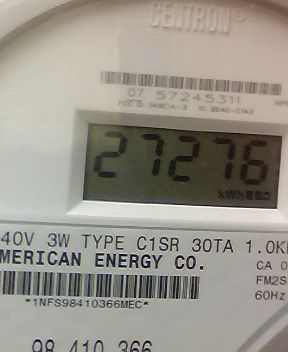 CENTRON
07 57245311
27276
kWh
40V 3W TYPE C1SR 30TA 1.0K
MERICAN ENERGY CO.
CA 0
FM2S
60Hz
*1NFS98410366MEC*
98 410 366